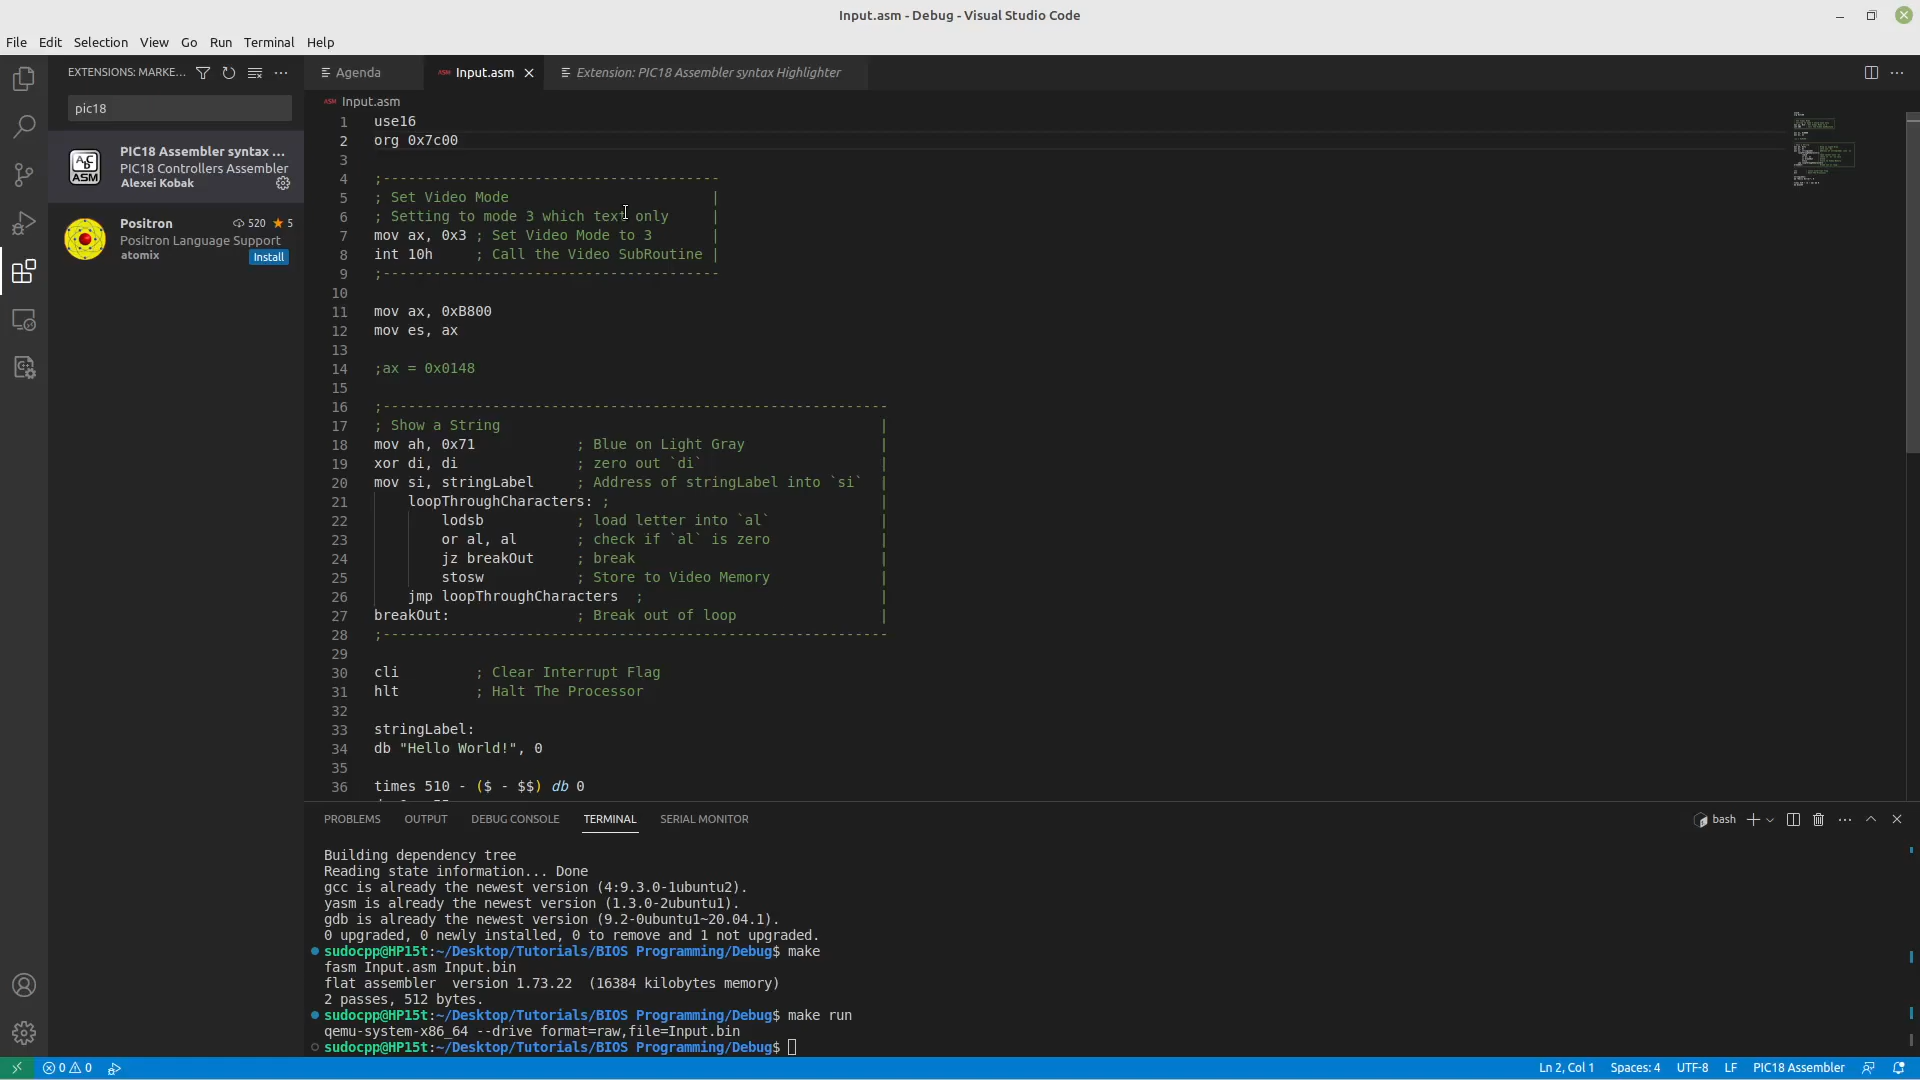 Input.asm - Debug - Visual Studio Code
File Edit Selection View Go Run Terminal Help
EXTENSIONS: MARKE...
pic18
PIC18 Assembler syntax ...
PIC18 Controllers Assembler
Alexei Kobak
Positron 520 ★ 5
Positron Language Support
atomix Install
Agenda
ASM Input.asm
Extension: PIC18 Assembler syntax Highlighter
ASM Input.asm
1 use16
2 org 0x7c00
3
4 ;----------------------------------------
5 ; Set Video Mode |
6 ; Setting to mode 3 which text only |
7 mov ax, 0x3 ; Set Video Mode to 3 |
8 int 10h ; Call the Video SubRoutine |
9 ;----------------------------------------
10
11 mov ax, 0xB800
12 mov es, ax
13
14 ;ax = 0x0148
15
16 ;------------------------------------------------------------
17 ; Show a String |
18 mov ah, 0x71 ; Blue on Light Gray |
19 xor di, di ; zero out `di` |
20 mov si, stringLabel ; Address of stringLabel into `si` |
21 loopThroughCharacters: ; |
22 lodsb ; load letter into `al` |
23 or al, al ; check if `al` is zero |
24 jz breakOut ; break |
25 stosw ; Store to Video Memory |
26 jmp loopThroughCharacters ; |
27 breakOut: ; Break out of loop |
28 ;------------------------------------------------------------
29
30 cli ; Clear Interrupt Flag
31 hlt ; Halt The Processor
32
33 stringLabel:
34 db "Hello World!", 0
35
36 times 510 - ($ - $$) db 0
PROBLEMS OUTPUT DEBUG CONSOLE TERMINAL SERIAL MONITOR
bash
Building dependency tree
Reading state information... Done
gcc is already the newest version (4:9.3.0-1ubuntu2).
yasm is already the newest version (1.3.0-2ubuntu1).
gdb is already the newest version (9.2-0ubuntu1~20.04.1).
0 upgraded, 0 newly installed, 0 to remove and 1 not upgraded.
sudocpp@HP15t:~/Desktop/Tutorials/BIOS Programming/Debug$ make
fasm Input.asm Input.bin
flat assembler version 1.73.22 (16384 kilobytes memory)
2 passes, 512 bytes.
sudocpp@HP15t:~/Desktop/Tutorials/BIOS Programming/Debug$ make run
qemu-system-x86_64 --drive format=raw,file=Input.bin
sudocpp@HP15t:~/Desktop/Tutorials/BIOS Programming/Debug$
0 0
Ln 2, Col 1 Spaces: 4 UTF-8 LF PIC18 Assembler